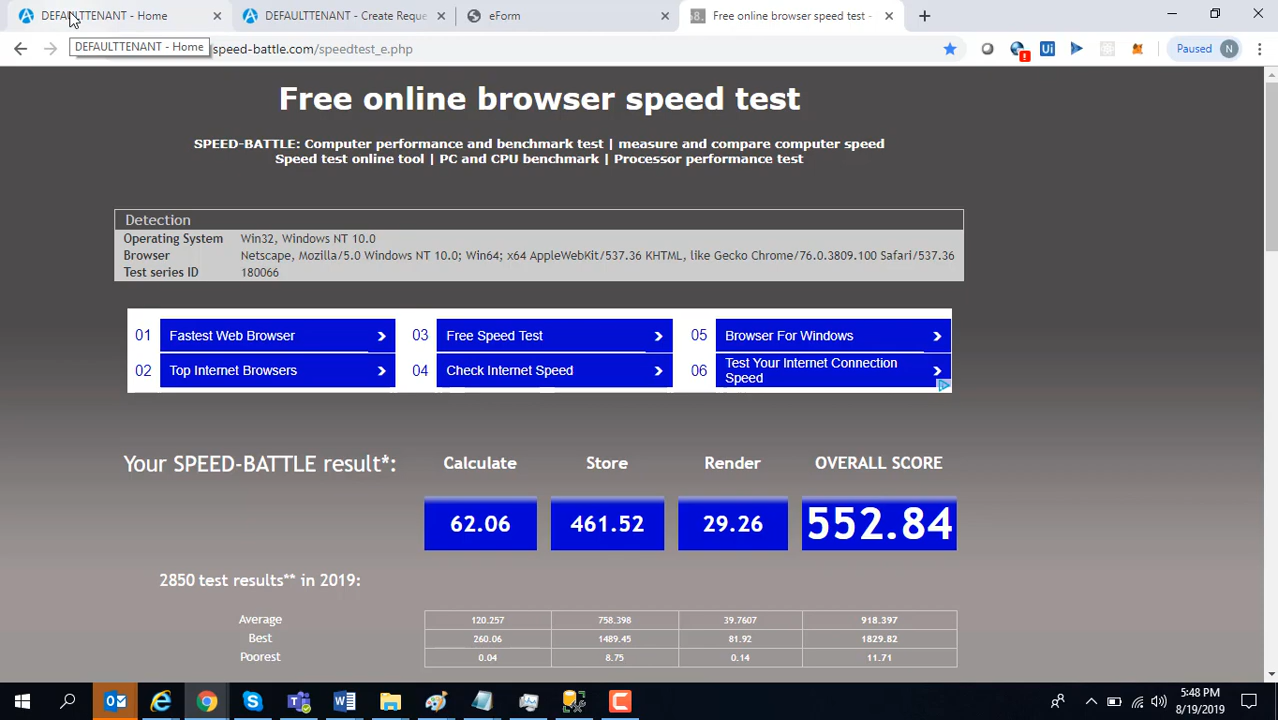 DEFAULTTENANT - Home
DEFAULTTENANT - Create Reque
eForm
Free online browser speed test -
DEFAULTTENANT - Home
speed-battle.com/speedtest_e.php
Ui
Paused
N
Free online browser speed test
SPEED-BATTLE: Computer performance and benchmark test | measure and compare computer speed
Speed test online tool | PC and CPU benchmark | Processor performance test
Detection
Operating System Win32, Windows NT 10.0
Browser Netscape, Mozilla/5.0 Windows NT 10.0; Win64; x64 AppleWebKit/537.36 KHTML, like Gecko Chrome/76.0.3809.100 Safari/537.36
Test series ID 180066
01 Fastest Web Browser
03 Free Speed Test
05 Browser For Windows
02 Top Internet Browsers
04 Check Internet Speed
06 Test Your Internet Connection
Speed
Your SPEED-BATTLE result*:
Calculate Store Render OVERALL SCORE
62.06 461.52 29.26 552.84
2850 test results** in 2019:
Average 120.257 758.398 39.7607 918.397
Best 260.06 1489.45 81.92 1829.82
Poorest 0.04 8.75 0.14 11.71
5:48 PM
8/19/2019